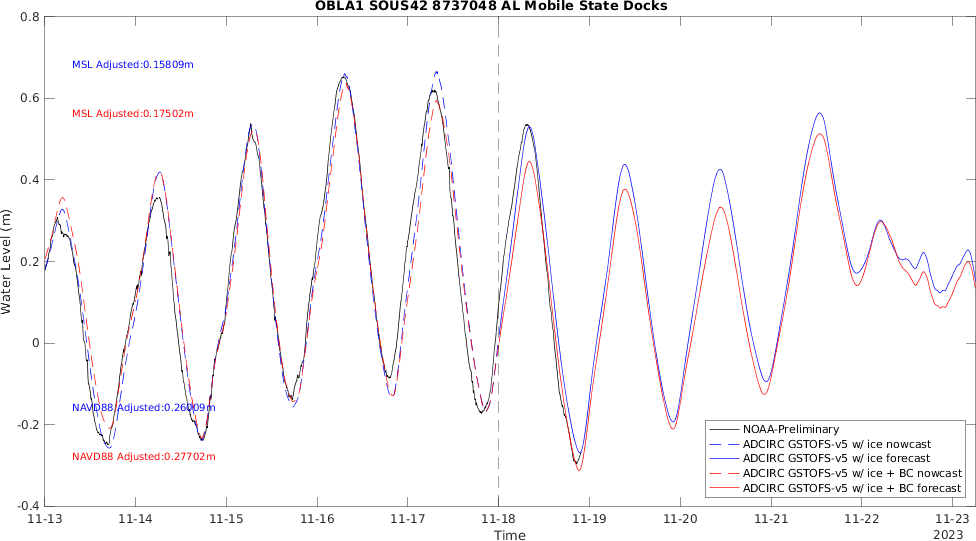 OBLA1 SOUS42 8737048 AL Mobile State Docks
0.8
0.6
0.4
0.2
0
-0.2
-0.4
Water Level (m)
MSL Adjusted:0.15809m
MSL Adjusted:0.17502m
NAVD88 Adjusted:0.26009m
NAVD88 Adjusted:0.27702m
NOAA-Preliminary
ADCIRC GSTOFS-v5 w/ ice nowcast
ADCIRC GSTOFS-v5 w/ ice forecast
ADCIRC GSTOFS-v5 w/ ice + BC nowcast
ADCIRC GSTOFS-v5 w/ ice + BC forecast
11-13 11-14 11-15 11-16 11-17 11-18 11-19 11-20 11-21 11-22 11-23
Time 2023